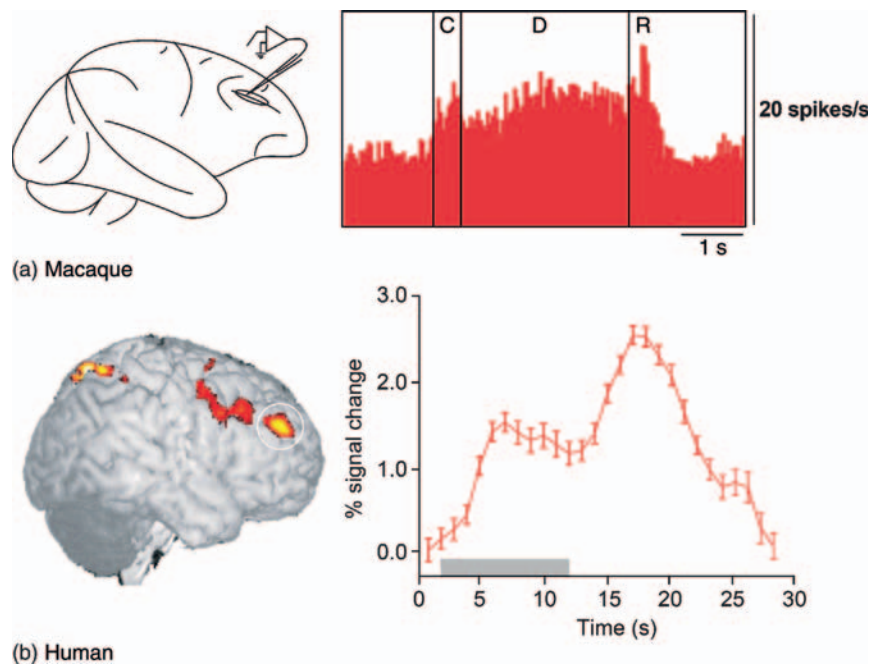 C D R
20 spikes/s
1 s
(a) Macaque
3.0
2.0
1.0
0.0
% signal change
0 5 10 15 20 25 30
Time (s)
(b) Human